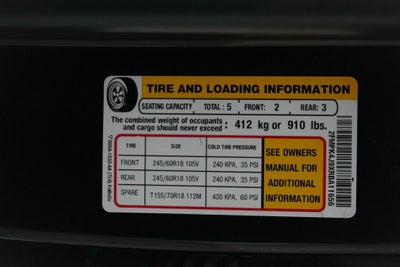 TIRE AND LOADING INFORMATION
SEATING CAPACITY TOTAL : 5 FRONT: 2 REAR: 3
The combined weight of occupants and cargo should never exceed : 412 kg or 910 lbs.
TIRE SIZE COLD TIRE PRESSURE
FRONT 245/60R18 105V 240 KPA, 35 PSI
REAR 245/60R18 105V 240 KPA, 35 PSI
SPARE T155/70R18 112M 420 KPA, 60 PSI
SEE OWNERS
MANUAL FOR
ADDITIONAL
INFORMATION
2FMPK4J9XRBA11656